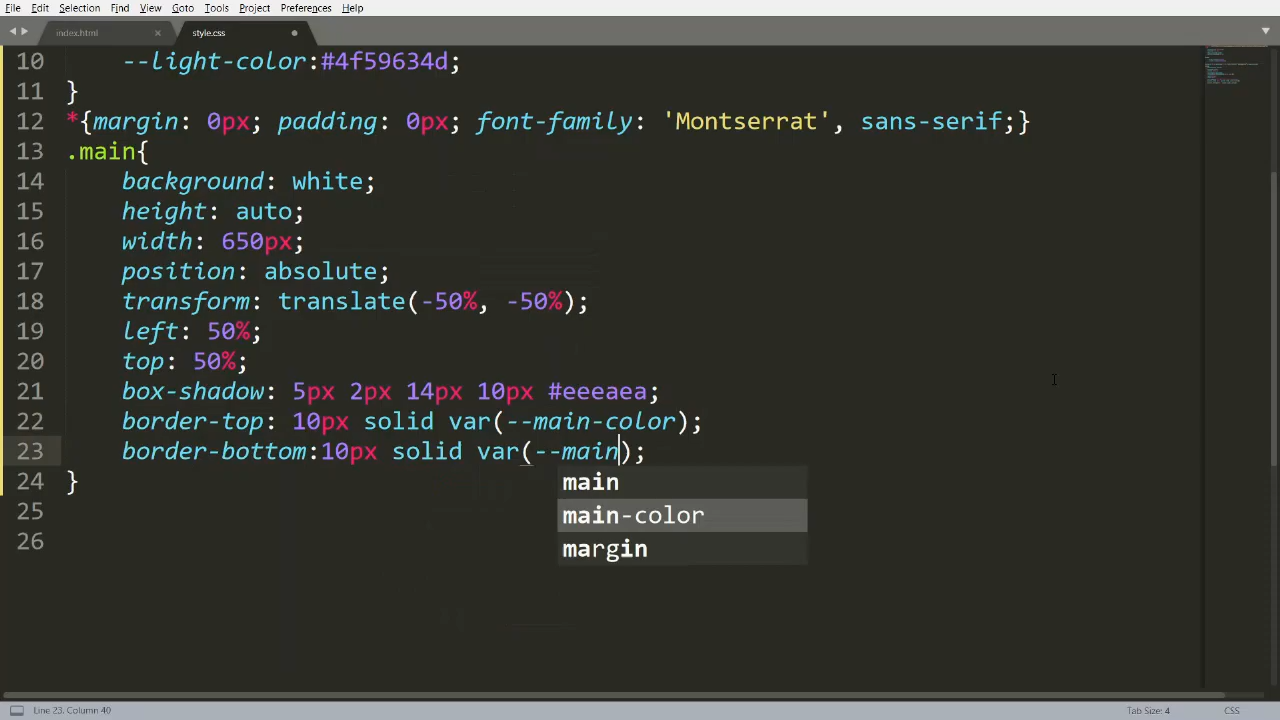 File Edit Selection Find View Goto Tools Project Preferences Help
index.html × style.css
10 --light-color:#4f59634d;
11 }
12 *{margin: 0px; padding: 0px; font-family: 'Montserrat', sans-serif;}
13 .main{
14 background: white;
15 height: auto;
16 width: 650px;
17 position: absolute;
18 transform: translate(-50%, -50%);
19 left: 50%;
20 top: 50%;
21 box-shadow: 5px 2px 14px 10px #eeeaea;
22 border-top: 10px solid var(--main-color);
23 border-bottom:10px solid var(--main);
24 }
main
25
main-color
26
margin
Line 23, Column 40 Tab Size: 4 CSS